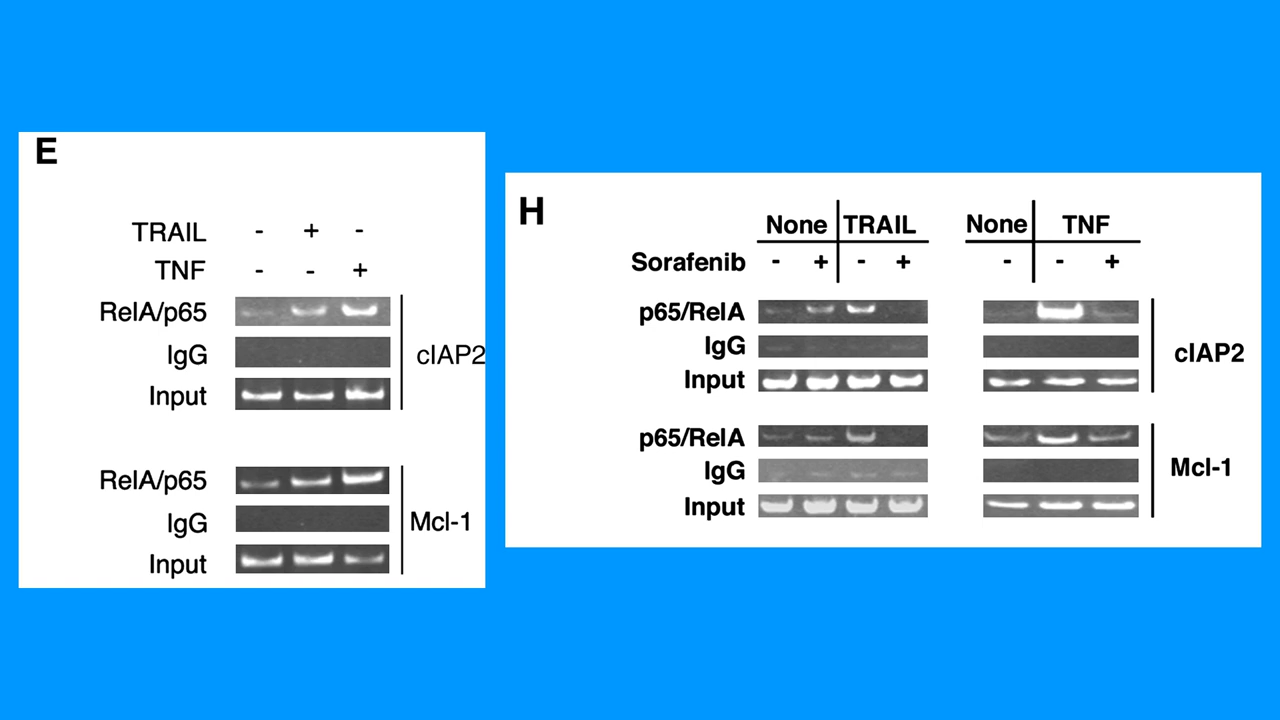 E
TRAIL - + -
TNF - - +
RelA/p65
IgG
Input
cIAP2
RelA/p65
IgG
Input
Mcl-1
H
None TRAIL None TNF
Sorafenib - + - + - - +
p65/RelA
IgG
Input
cIAP2
p65/RelA
IgG
Input
Mcl-1